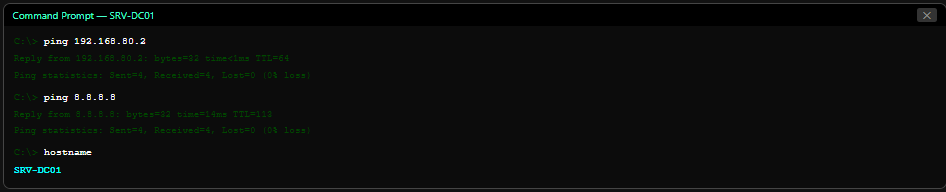 Command Prompt — SRV-DC01
C:\> ping 192.168.80.2
Reply from 192.168.80.2: bytes=32 time<1ms TTL=64
Ping statistics: Sent=4, Received=4, Lost=0 (0% loss)
C:\> ping 8.8.8.8
Reply from 8.8.8.8: bytes=32 time=14ms TTL=118
Ping statistics: Sent=4, Received=4, Lost=0 (0% loss)
C:\> hostname
SRV-DC01